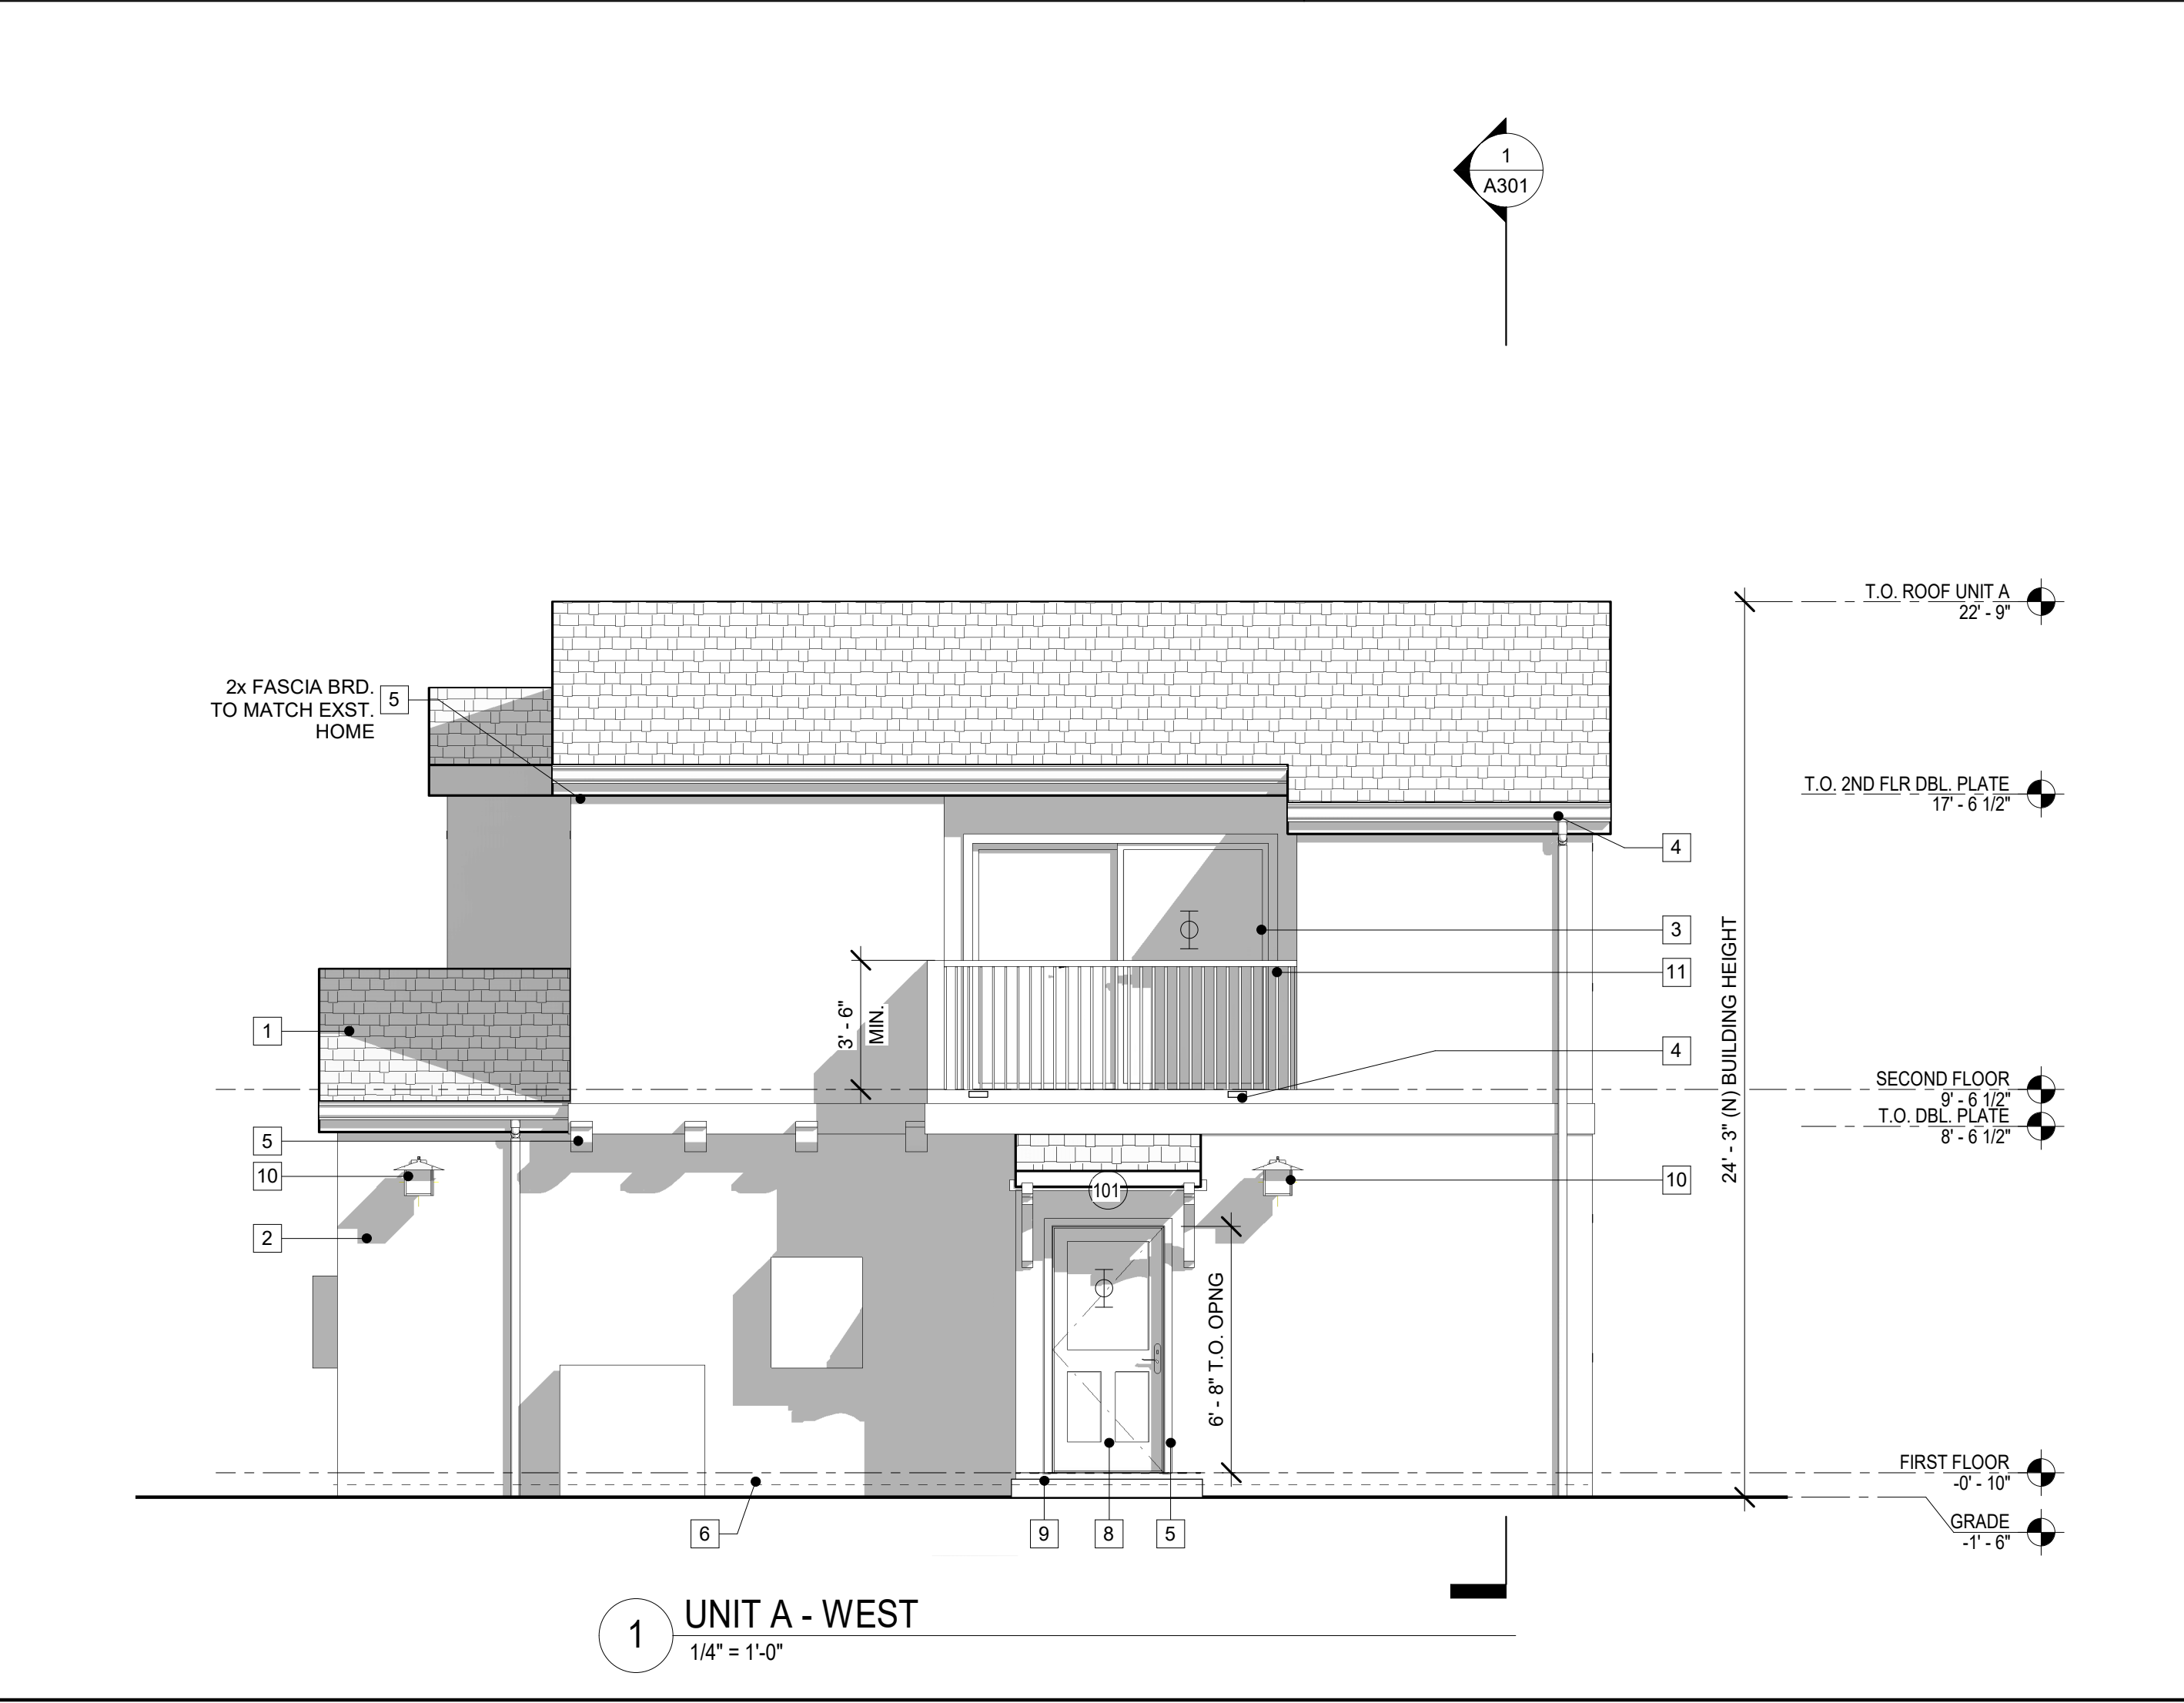 1
A301
T.O. ROOF UNIT A
22' - 9"
2x FASCIA BRD.
TO MATCH EXST.
HOME
5
T.O. 2ND FLR DBL. PLATE
17' - 6 1/2"
4
3
11
3' - 6"
MIN.
1
4
24' - 3" (N) BUILDING HEIGHT
SECOND FLOOR
9' - 6 1/2"
T.O. DBL. PLATE
8' - 6 1/2"
5
10
101
10
2
6' - 8" T.O. OPNG
FIRST FLOOR
-0' - 10"
6
9
8
5
GRADE
-1' - 6"
1
UNIT A - WEST
1/4" = 1'-0"